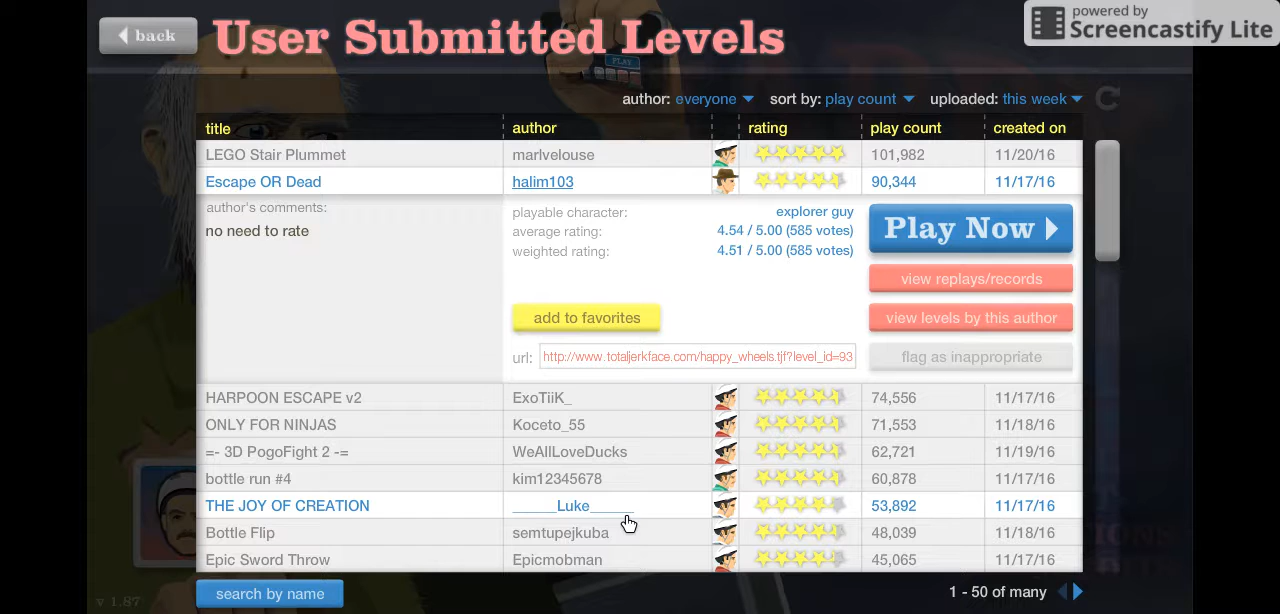 back
User Submitted Levels
powered by
Screencastify Lite
PLAY
author: everyone sort by: play count uploaded: this week
title author rating play count created on
LEGO Stair Plummet marlvelouse 101,982 11/20/16
Escape OR Dead halim103 90,344 11/17/16
author's comments:
no need to rate
playable character: explorer guy
average rating: 4.54 / 5.00 (585 votes)
weighted rating: 4.51 / 5.00 (585 votes)
Play Now
view replays/records
add to favorites
view levels by this author
url: http://www.totaljerkface.com/happy_wheels.tjf?level_id=93
flag as inappropriate
HARPOON ESCAPE v2 ExoTiiK_ 74,556 11/17/16
ONLY FOR NINJAS Koceto_55 71,553 11/18/16
=- 3D PogoFight 2 -= WeAllLoveDucks 62,721 11/19/16
bottle run #4 kim12345678 60,878 11/17/16
THE JOY OF CREATION ______Luke______ 53,892 11/17/16
Bottle Flip semtupejkuba 48,039 11/18/16
Epic Sword Throw Epicmobman 45,065 11/17/16
search by name
1 - 50 of many
v 1.87